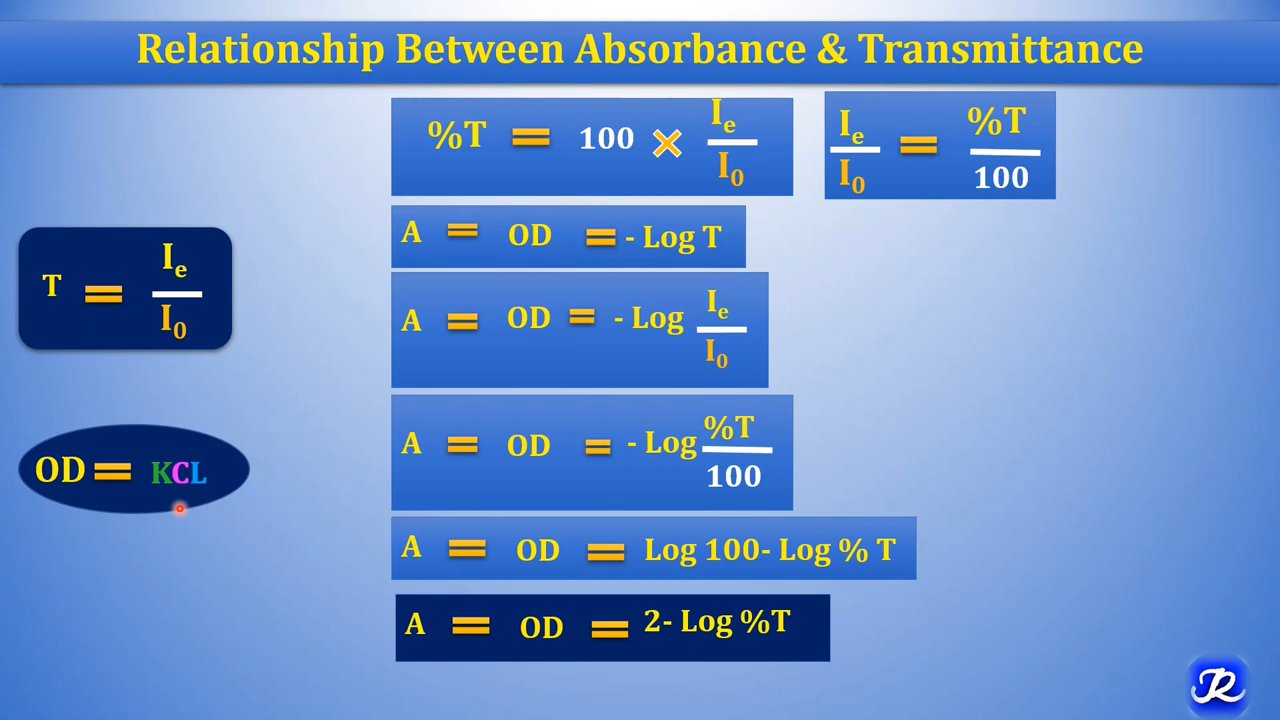 Relationship Between Absorbance & Transmittance
%T = 100 × Ie/I0
Ie/I0 = %T/100
A = OD = - Log T
T = Ie/I0
A = OD = - Log Ie/I0
A = OD = - Log %T/100
OD = KCL
A = OD = Log 100- Log % T
A = OD = 2- Log %T
JR